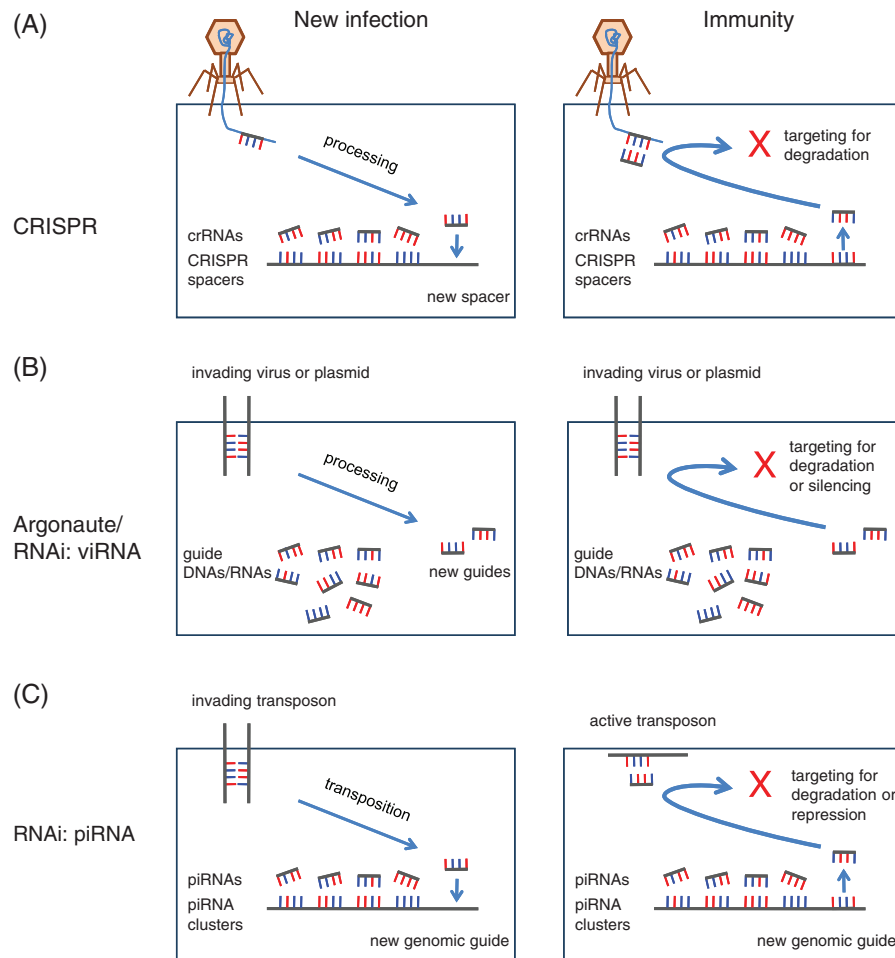 (A)
New infection
Immunity
CRISPR
processing
crRNAs
CRISPR
spacers
new spacer
X
targeting for
degradation
crRNAs
CRISPR
spacers
(B)
Argonaute/
RNAi: viRNA
invading virus or plasmid
processing
guide
DNAs/RNAs
new guides
invading virus or plasmid
X
targeting for
degradation
or silencing
guide
DNAs/RNAs
(C)
RNAi: piRNA
invading transposon
transposition
piRNAs
piRNA
clusters
new genomic guide
active transposon
X
targeting for
degradation or
repression
piRNAs
piRNA
clusters
new genomic guide